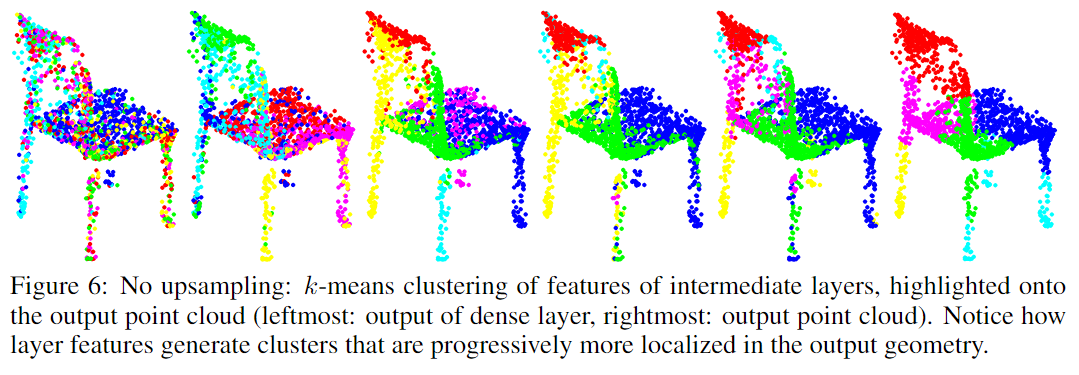 Figure 6: No upsampling: k-means clustering of features of intermediate layers, highlighted onto
the output point cloud (leftmost: output of dense layer, rightmost: output point cloud). Notice how
layer features generate clusters that are progressively more localized in the output geometry.